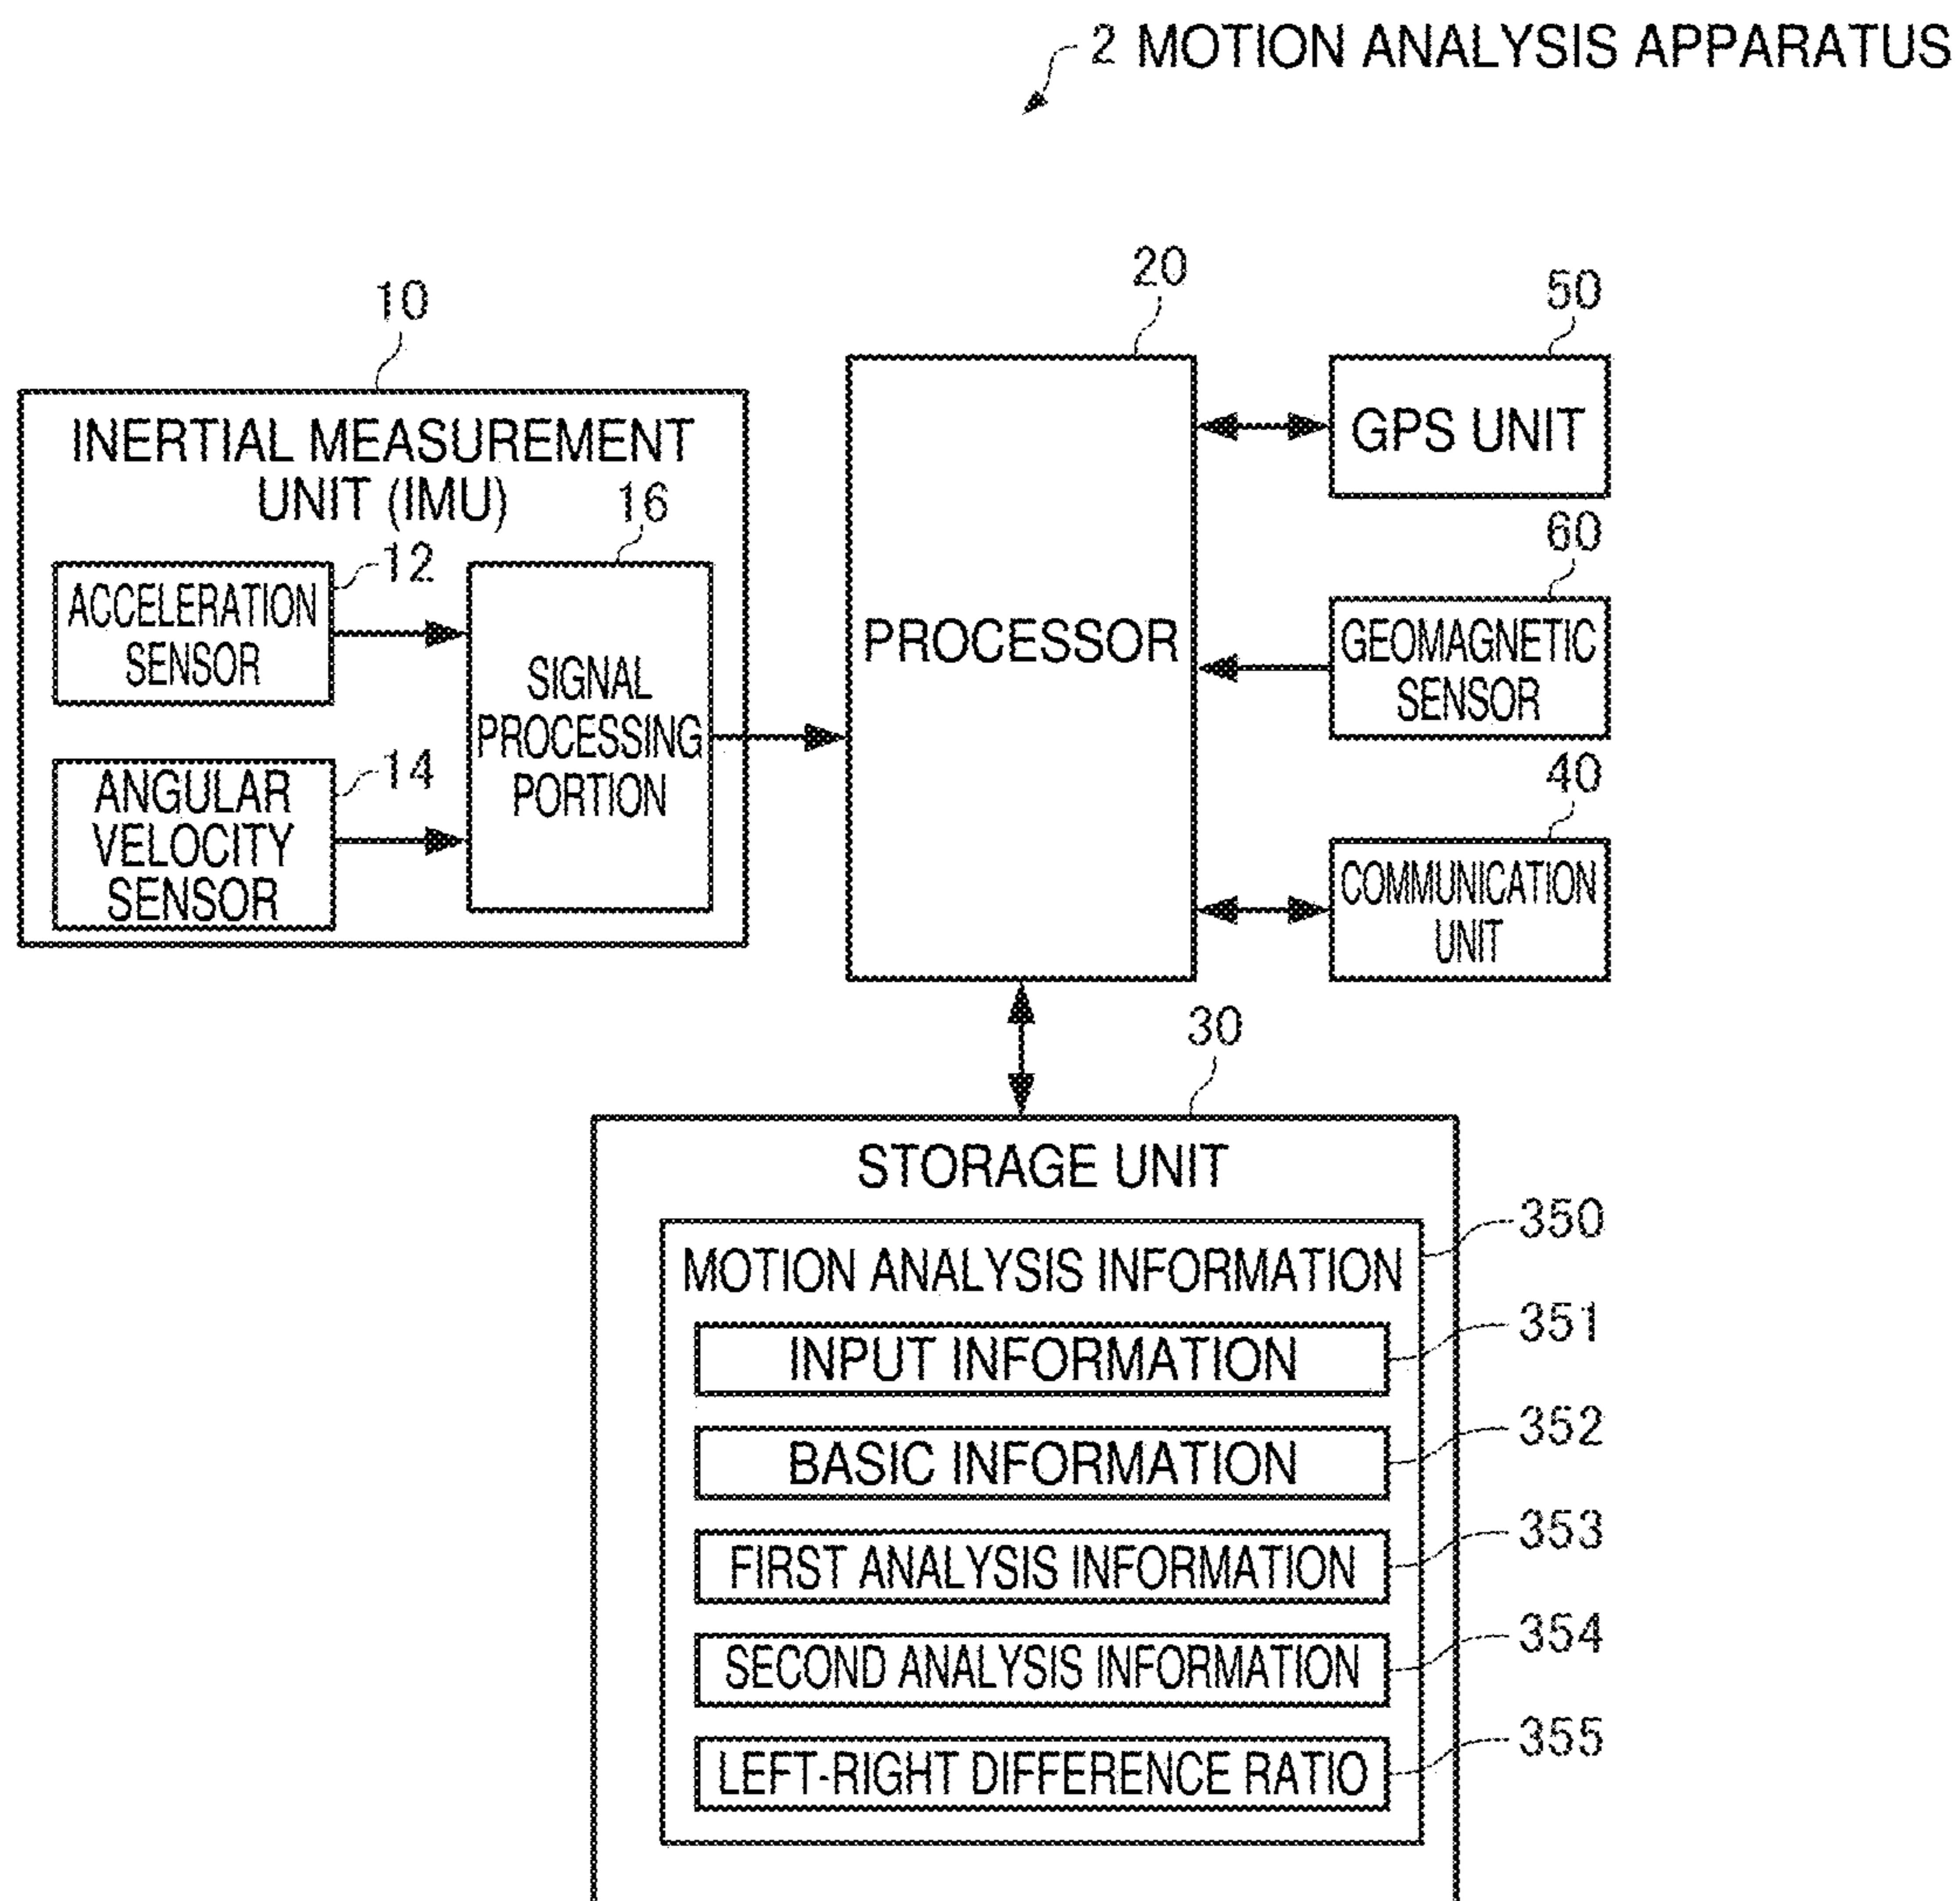 2 MOTION ANALYSIS APPARATUS
10
INERTIAL MEASUREMENT
UNIT (IMU)
12
ACCELERATION
SENSOR
14
ANGULAR
VELOCITY
SENSOR
16
SIGNAL
PROCESSING
PORTION
20
PROCESSOR
50
GPS UNIT
60
GEOMAGNETIC
SENSOR
40
COMMUNICATION
UNIT
30
STORAGE UNIT
350
MOTION ANALYSIS INFORMATION
351
INPUT INFORMATION
352
BASIC INFORMATION
353
FIRST ANALYSIS INFORMATION
354
SECOND ANALYSIS INFORMATION
355
LEFT-RIGHT DIFFERENCE RATIO